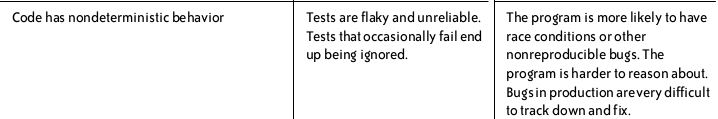 Code has nondeterministic behavior
Tests are flaky and unreliable.
Tests that occasionally fail end
up being ignored.
The program is more likely to have
race conditions or other
nonreproducible bugs. The
program is harder to reason about.
Bugs in production are very difficult
to track down and fix.